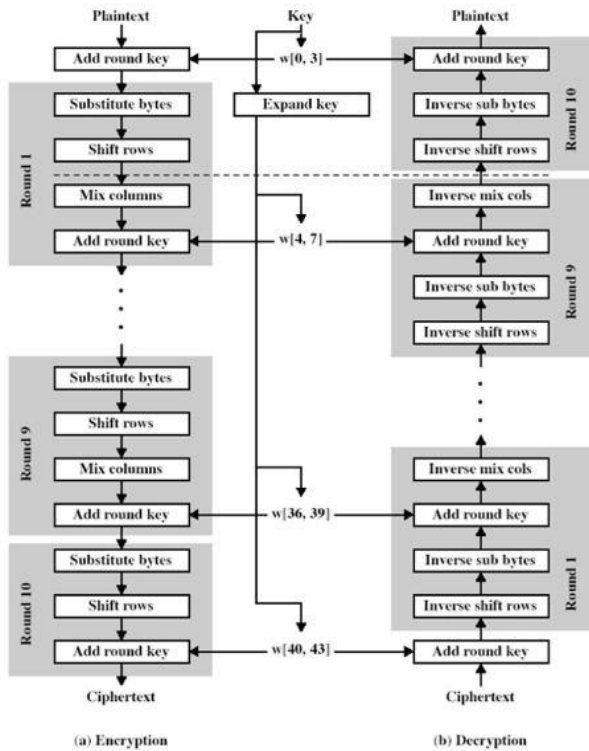 Plaintext
Add round key
Substitute bytes
Shift rows
Mix columns
Add round key
Round 1
Substitute bytes
Shift rows
Mix columns
Add round key
Round 9
Substitute bytes
Shift rows
Add round key
Round 10
Ciphertext
(a) Encryption
Key
w[0, 3]
Expand key
w[4, 7]
w[36, 39]
w[40, 43]
Plaintext
Add round key
Inverse sub bytes
Inverse shift rows
Round 10
Inverse mix cols
Add round key
Inverse sub bytes
Inverse shift rows
Round 9
Inverse mix cols
Add round key
Inverse sub bytes
Inverse shift rows
Round 1
Add round key
Ciphertext
(b) Decryption